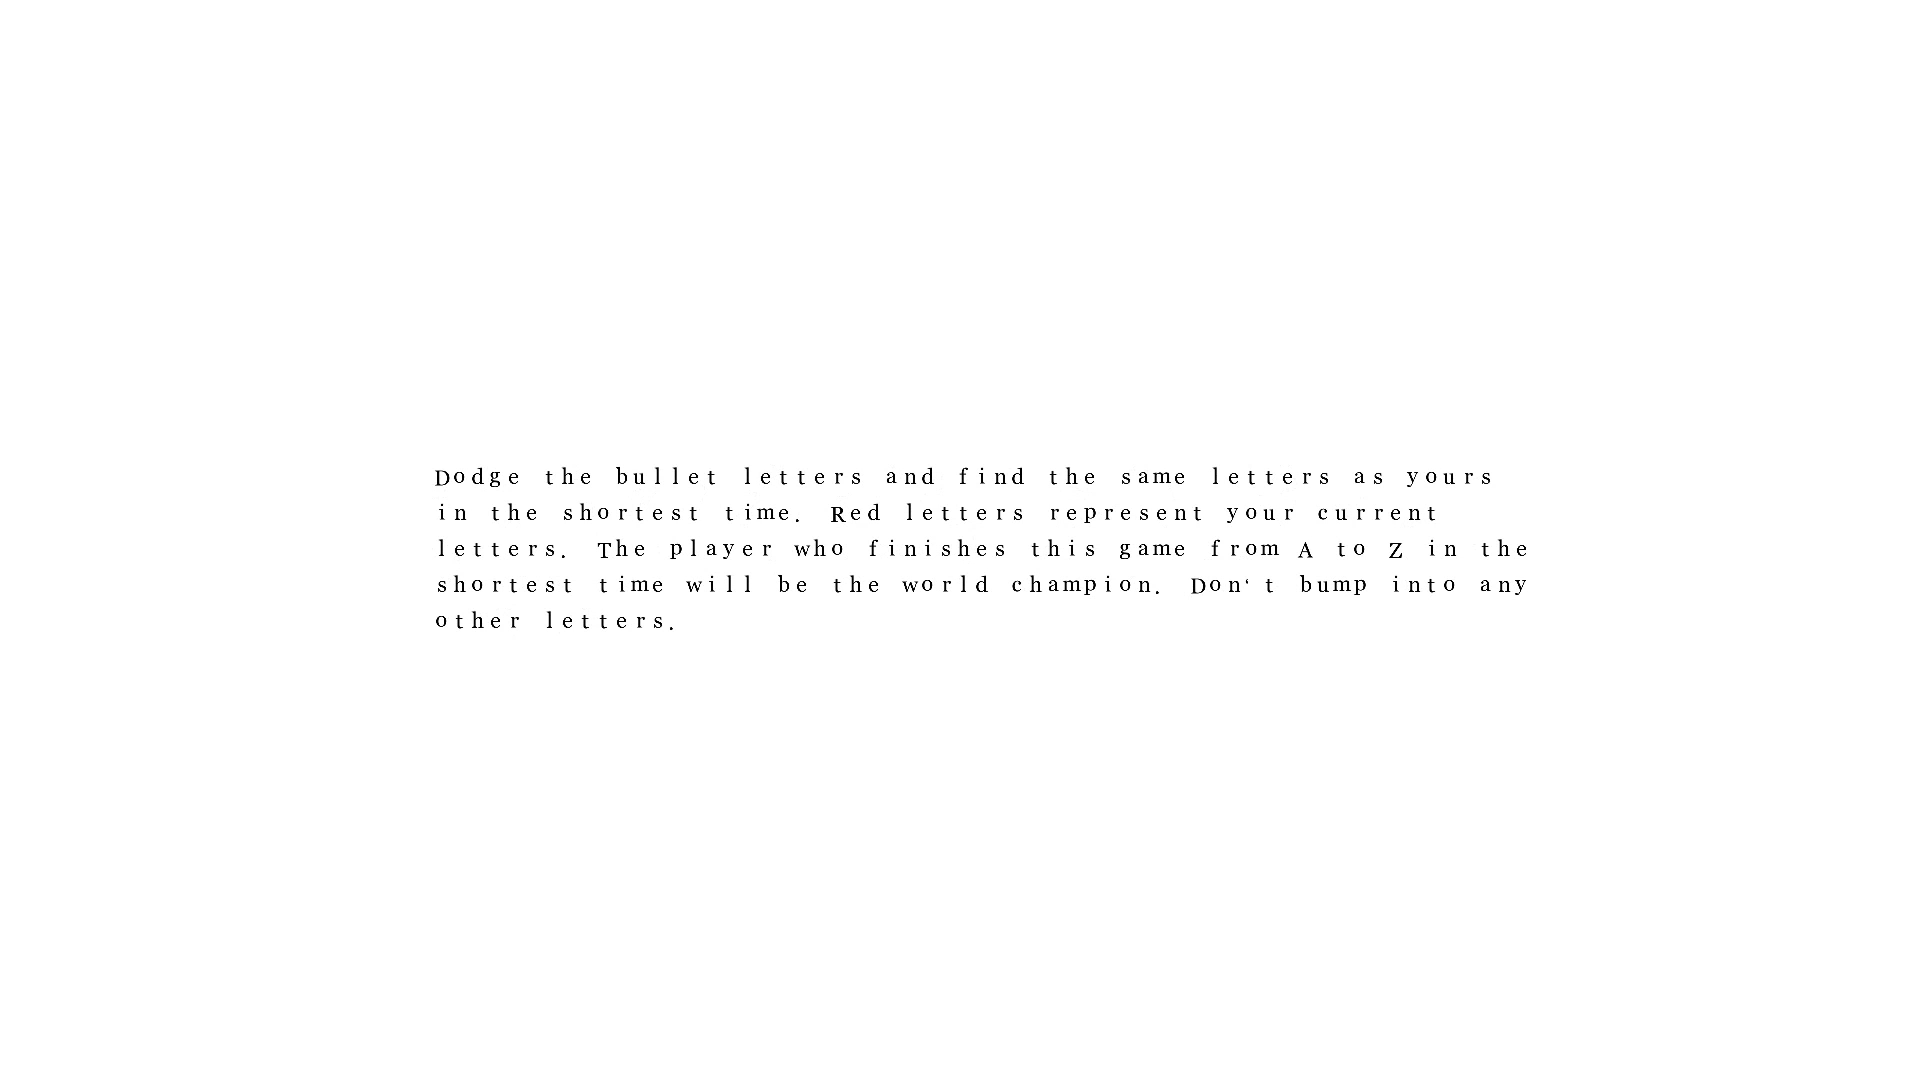 Dodge the bullet letters and find the same letters as yours
in the shortest time. Red letters represent your current
letters. The player who finishes this game from A to Z in the
shortest time will be the world champion. Don‘t bump into any
other letters.